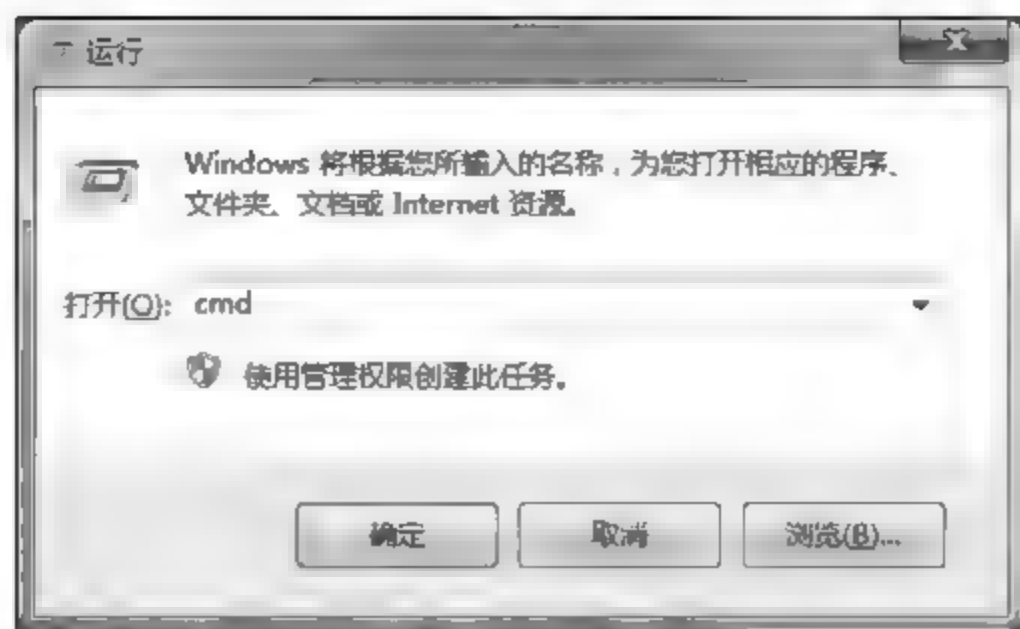 运行
Windows 将根据您所输入的名称，为您打开相应的程序、
文件夹、文档或 Internet 资源。
打开(O): cmd
使用管理权限创建此任务。
确定 取消 浏览(B)...